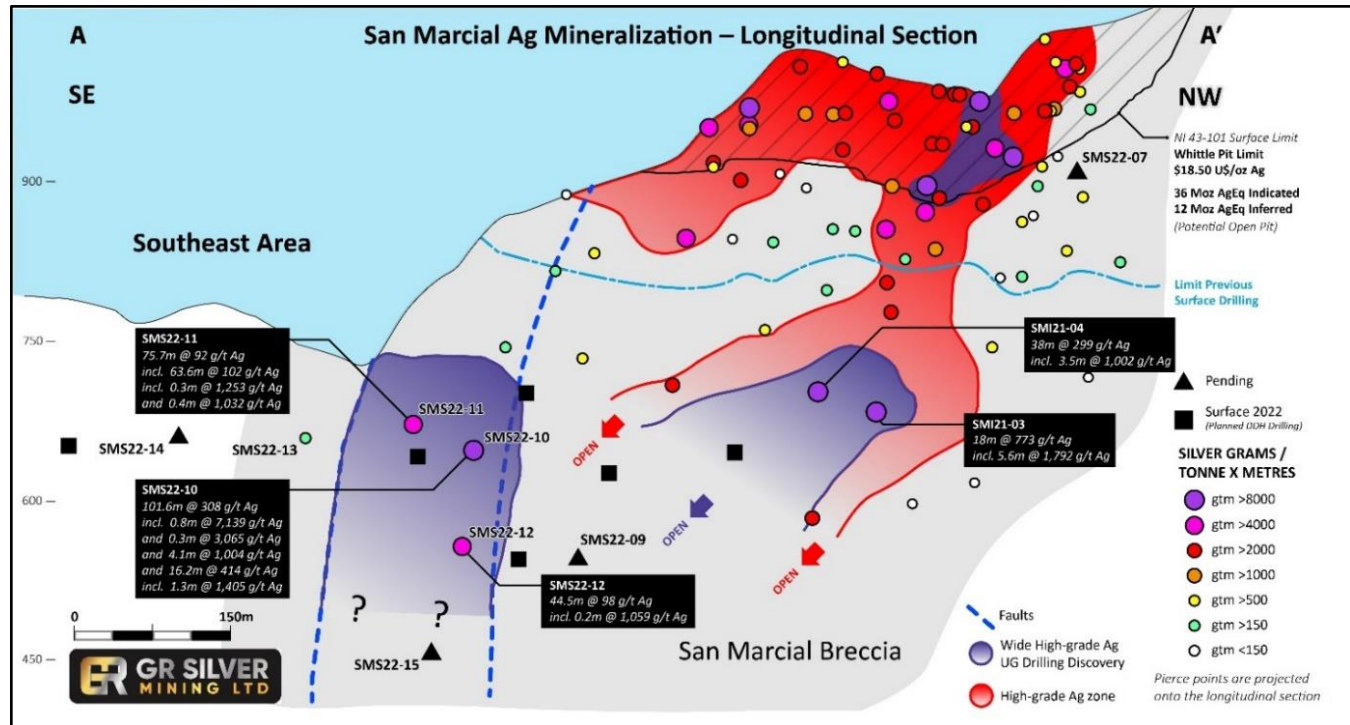 A
San Marcial Ag Mineralization – Longitudinal Section
A'
SE
NW
NI 43-101 Surface Limit
Whittle Pit Limit
$18.50 U$/oz Ag
36 Moz AgEq Indicated
12 Moz AgEq Inferred
(Potential Open Pit)
SMS22-07
900
Southeast Area
Limit Previous
Surface Drilling
750
SMS22-11
75.7m @ 92 g/t Ag
incl. 63.6m @ 102 g/t Ag
incl. 0.3m @ 1,253 g/t Ag
and 0.4m @ 1,032 g/t Ag
SMI21-04
38m @ 299 g/t Ag
incl. 3.5m @ 1,002 g/t Ag
SMS22-11
SMS22-10
SMS22-14
SMS22-13
OPEN
SMI21-03
18m @ 773 g/t Ag
incl. 5.6m @ 1,792 g/t Ag
Pending
Surface 2022
(Planned DDH Drilling)
600
SMS22-10
101.6m @ 308 g/t Ag
incl. 0.8m @ 7,139 g/t Ag
and 0.3m @ 3,065 g/t Ag
and 4.1m @ 1,004 g/t Ag
and 16.2m @ 414 g/t Ag
incl. 1.3m @ 1,405 g/t Ag
SMS22-12
SMS22-09
OPEN
OPEN
SMS22-12
44.5m @ 98 g/t Ag
incl. 0.2m @ 1,059 g/t Ag
? ?
SILVER GRAMS /
TONNE X METRES
gtm >8000
gtm >4000
gtm >2000
gtm >1000
gtm >500
gtm >150
gtm <150
0 150m
450
SMS22-15
San Marcial Breccia
Faults
Wide High-grade Ag
UG Drilling Discovery
High-grade Ag zone
Pierce points are projected
onto the longitudinal section
GR SILVER
MINING LTD